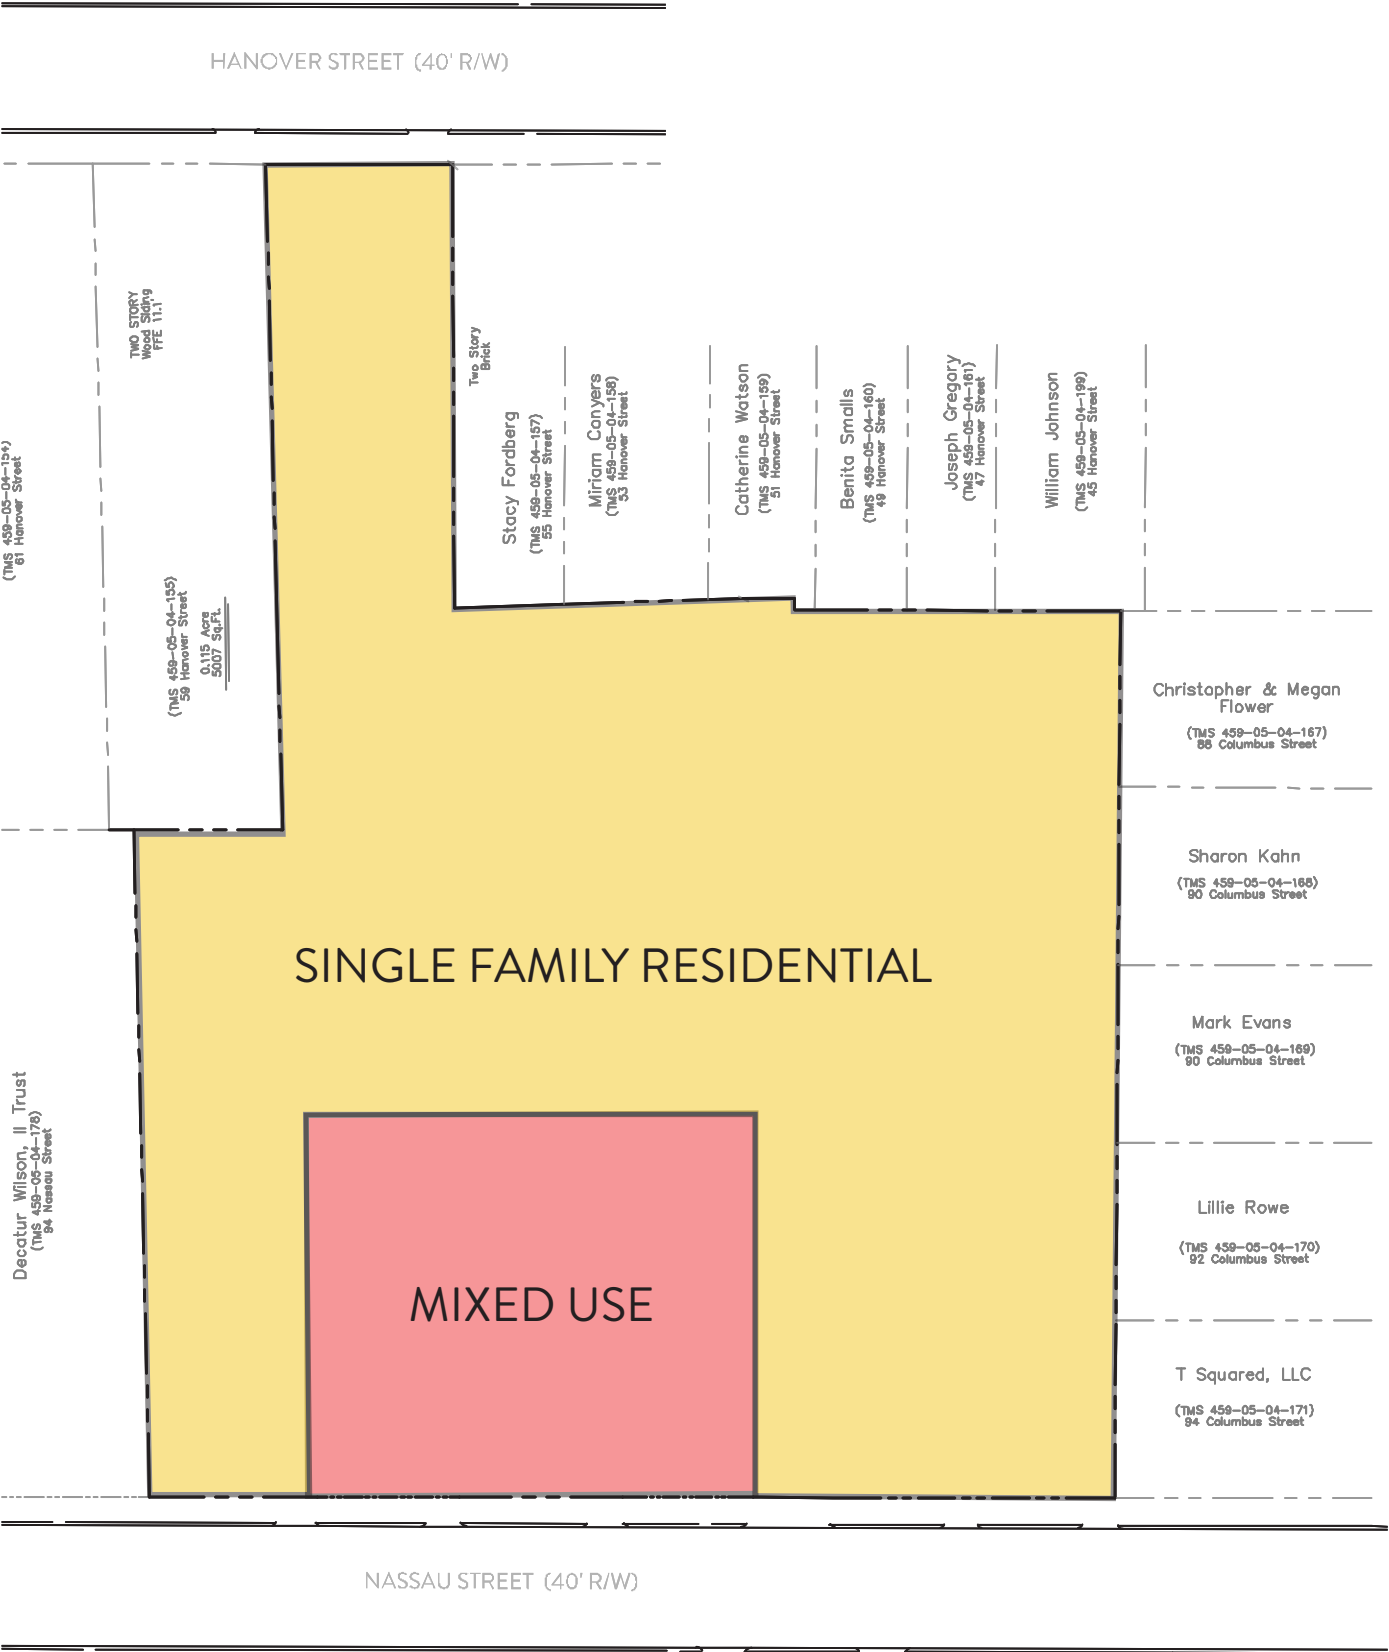 HANOVER STREET (40' R/W)
TWO STORY
Wood Siding
FFE 11.1'
(TMS 459-05-04-154)
61 Hanover Street
(TMS 459-05-04-155)
59 Hanover Street
0.115 Acre
5007 Sq.Ft.
Two Story
Brick
Stacy Fordberg
(TMS 459-05-04-157)
55 Hanover Street
Miriam Canyers
(TMS 459-05-04-158)
53 Hanover Street
Catherine Watson
(TMS 459-05-04-159)
51 Hanover Street
Benita Smalls
(TMS 459-05-04-160)
49 Hanover Street
Joseph Gregory
(TMS 459-05-04-161)
47 Hanover Street
William Johnson
(TMS 459-05-04-199)
45 Hanover Street
Christopher & Megan
Flower
(TMS 459-05-04-167)
88 Columbus Street
Sharon Kahn
(TMS 459-05-04-168)
90 Columbus Street
SINGLE FAMILY RESIDENTIAL
Mark Evans
(TMS 459-05-04-169)
90 Columbus Street
Decatur Wilson, II Trust
(TMS 459-05-04-178)
94 Nassau Street
Lillie Rowe
(TMS 459-05-04-170)
92 Columbus Street
MIXED USE
T Squared, LLC
(TMS 459-05-04-171)
94 Columbus Street
NASSAU STREET (40' R/W)